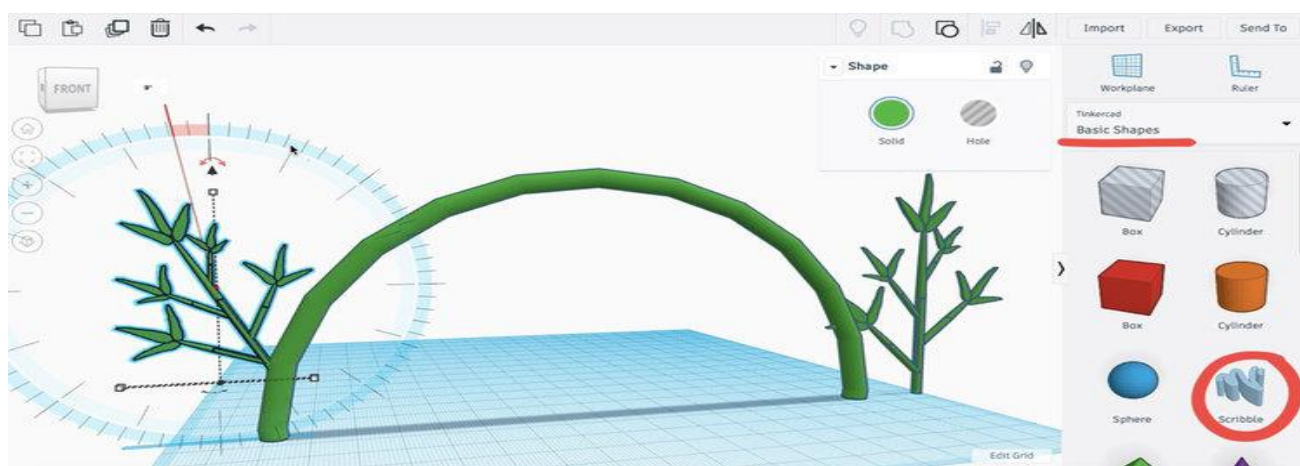 Import Export Send To
FRONT
Shape
Workplane Ruler
Tinkercad
Basic Shapes
Solid Hole
Box Cylinder
Box Cylinder
Sphere Scribble
Edit Grid